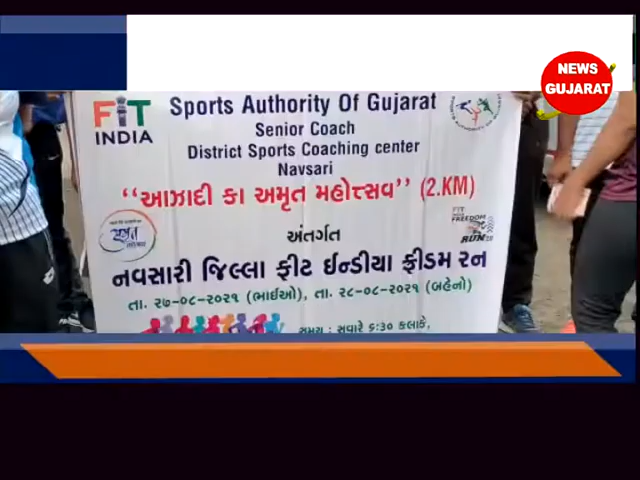 NEWS
GUJARAT
FIT
INDIA
Sports Authority Of Gujarat
Senior Coach
District Sports Coaching center
Navsari
“આઝાદી કા અમૃત મહોત્સવ” (2.KM)
અંતર્ગત
FIT
FREEDOM
RUN
નવસારી જિલ્લા ફીટ ઈન્ડીયા ફ્રીડમ રન
તા. ૨૭-૦૮-૨૦૨૧ (ભાઈઓ), તા. ૨૮-૦૮-૨૦૨૧ (બહેનો)
સમય : સવારે ૬:૩૦ કલાકે,